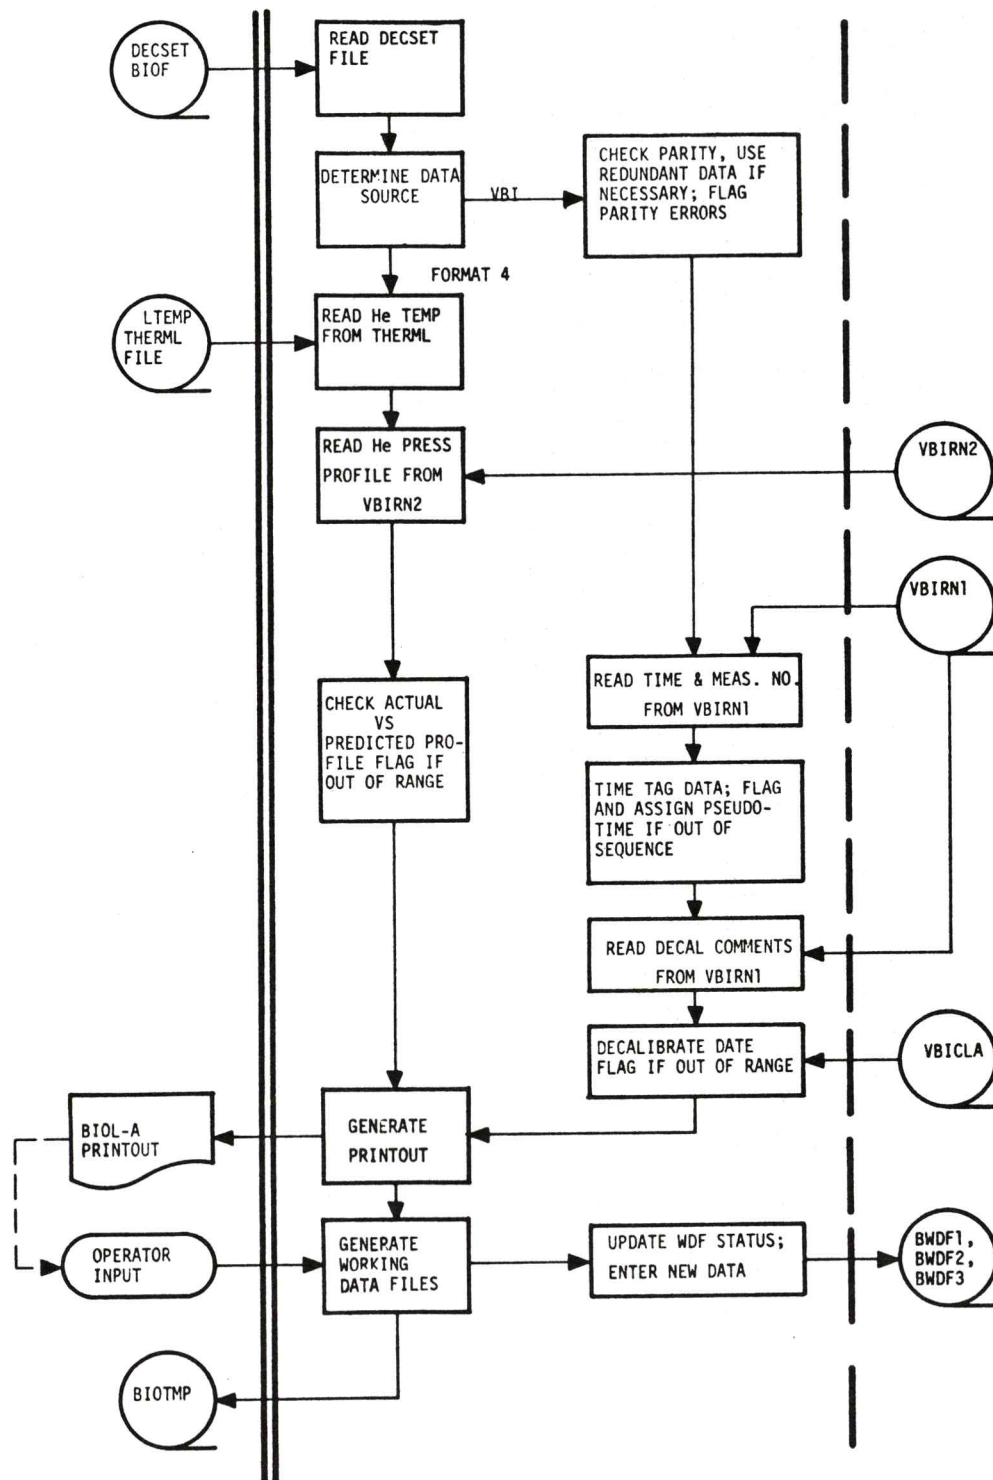 DECSET
BIOF
READ DECSET
FILE
DETERMINE DATA
SOURCE
VBI
CHECK PARITY, USE
REDUNDANT DATA IF
NECESSARY; FLAG
PARITY ERRORS
FORMAT 4
LTEMP
THERML
FILE
READ He TEMP
FROM THERML
READ He PRESS
PROFILE FROM
VBIRN2
VBIRN2
VBIRN1
READ TIME & MEAS. NO.
FROM VBIRN1
CHECK ACTUAL
VS
PREDICTED PRO-
FILE FLAG IF
OUT OF RANGE
TIME TAG DATA; FLAG
AND ASSIGN PSEUDO-
TIME IF OUT OF
SEQUENCE
READ DECAL COMMENTS
FROM VBIRN1
DECALIBRATE DATE
FLAG IF OUT OF RANGE
VBICLA
BIOL-A
PRINTOUT
GENERATE
PRINTOUT
OPERATOR
INPUT
GENERATE
WORKING
DATA FILES
UPDATE WDF STATUS;
ENTER NEW DATA
BWDF1,
BWDF2,
BWDF3
BIOTMP